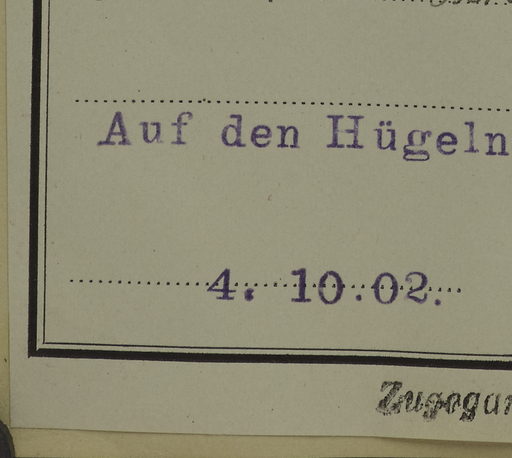 Auf den Hügeln
4. 10.02.